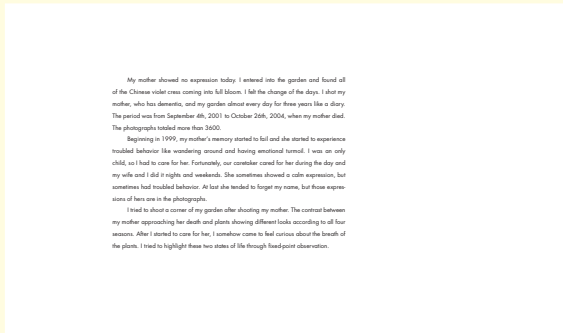 My mother showed no expression today. I entered into the garden and found all
of the Chinese violet cress coming into full bloom. I felt the change of the days. I shot my
mother, who has dementia, and my garden almost every day for three years like a diary.
The period was from September 4th, 2001 to October 26th, 2004, when my mother died.
The photographs totaled more than 3600.
Beginning in 1999, my mother's memory started to fail and she started to experience
troubled behavior like wandering around and having emotional turmoil. I was an only
child, so I had to care for her. Fortunately, our caretaker cared for her during the day and
my wife and I did it nights and weekends. She sometimes showed a calm expression, but
sometimes had troubled behavior. At last she tended to forget my name, but those expres-
sions of hers are in the photographs.
I tried to shoot a corner of my garden after shooting my mother. The contrast between
my mother approaching her death and plants showing different looks according to all four
seasons. After I started to care for her, I somehow came to feel curious about the breath of
the plants. I tried to highlight these two states of life through fixed-point observation.